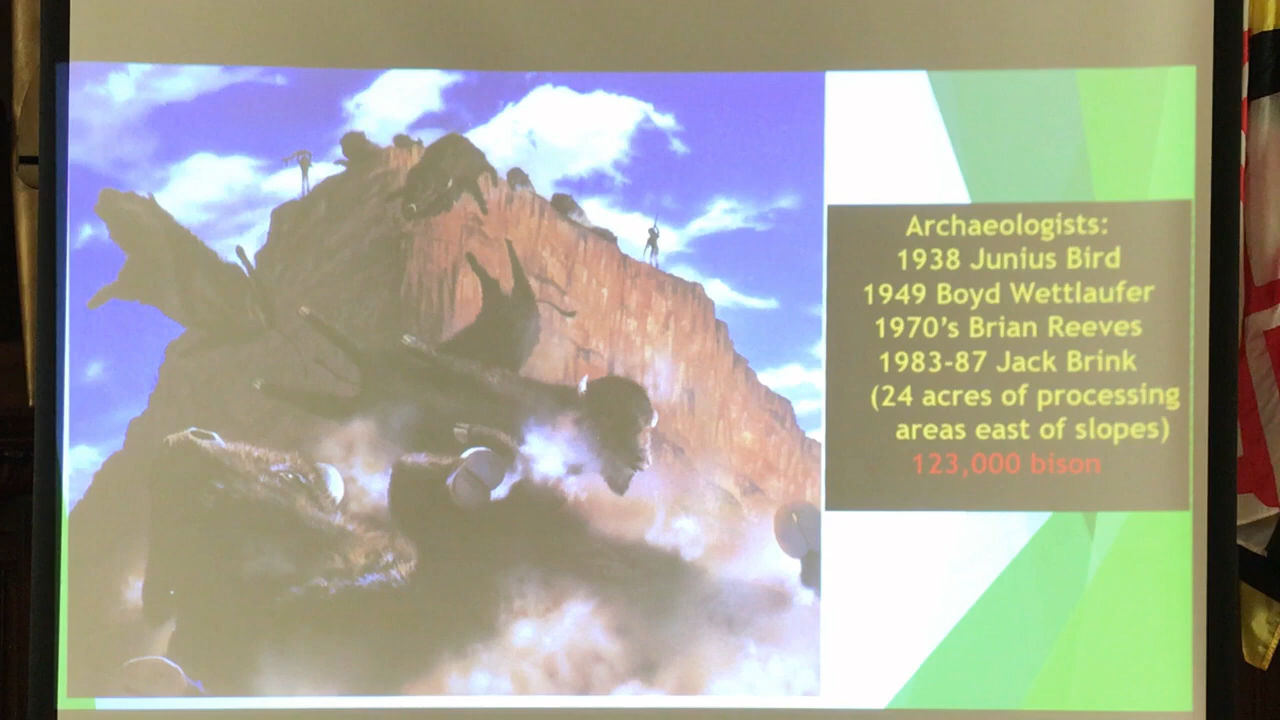 Archaeologists:
1938 Junius Bird
1949 Boyd Wettlaufer
1970's Brian Reeves
1983-87 Jack Brink
(24 acres of processing
areas east of slopes)
123,000 bison